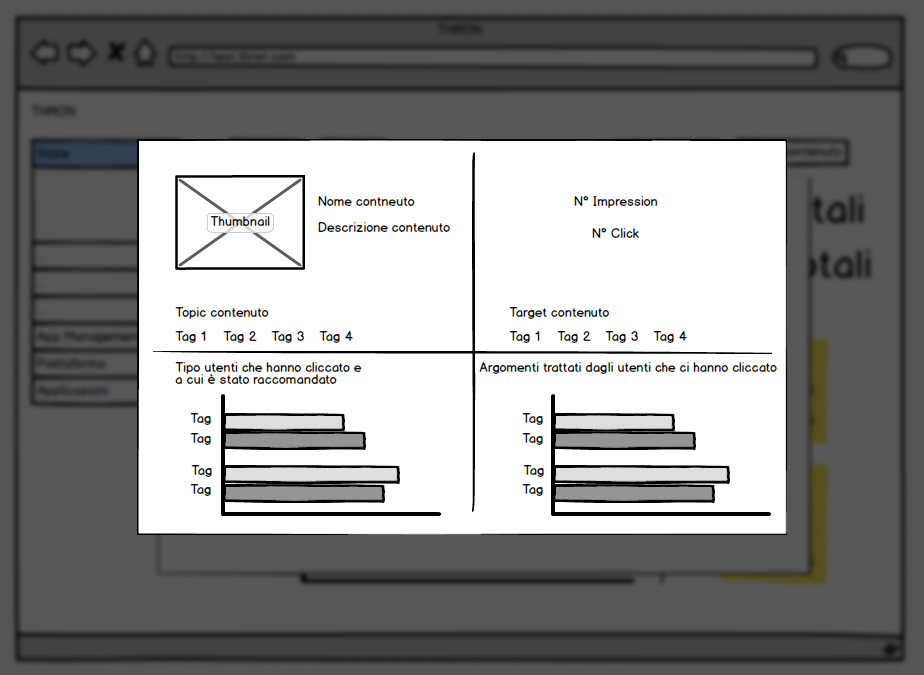 THRON
http://test.thron.com
THRON
Store
contenuto
tali
otali
App Management
Piattaforma
Applicazioni
Thumbnail
Nome contneuto
Descrizione contenuto
N° Impression
N° Click
Topic contenuto
Tag 1 Tag 2 Tag 3 Tag 4
Target contenuto
Tag 1 Tag 2 Tag 3 Tag 4
Tipo utenti che hanno cliccato e
a cui è stato raccomandato
Tag
Tag
Tag
Tag
Argomenti trattati dagli utenti che ci hanno cliccato
Tag
Tag
Tag
Tag